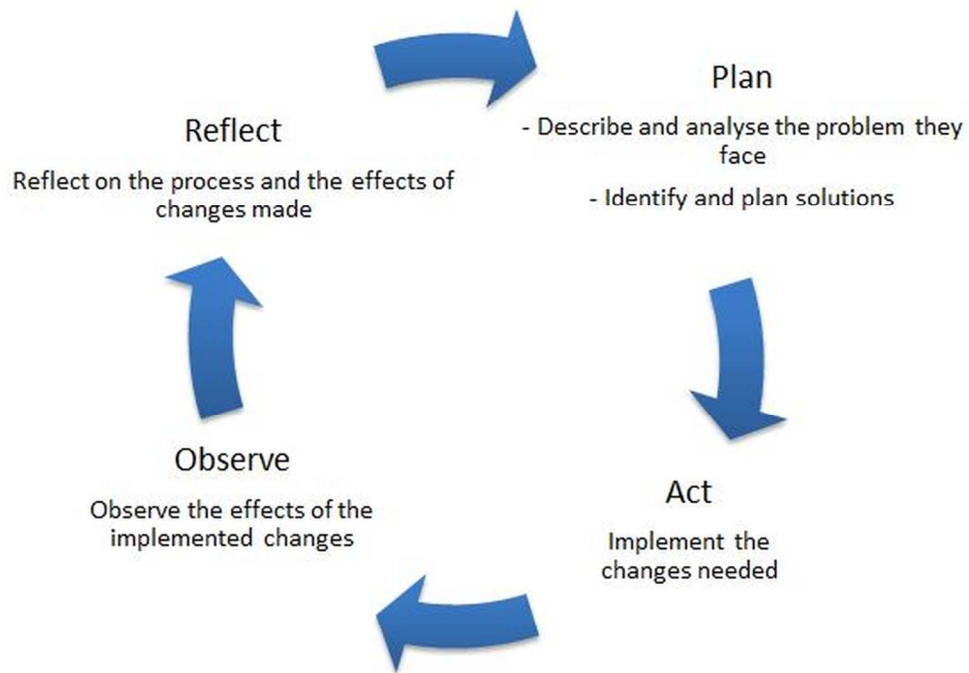 Plan
- Describe and analyse the problem they
face
- Identify and plan solutions
Act
Implement the
changes needed
Observe
Observe the effects of the
implemented changes
Reflect
Reflect on the process and the effects of
changes made